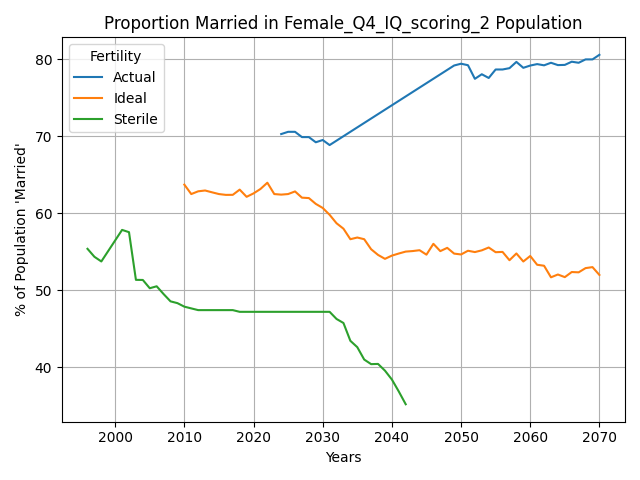 Proportion Married in Female_Q4_IQ_scoring_2 Population
% of Population 'Married'
Fertility
Actual
Ideal
Sterile
80
70
60
50
40
2000 2010 2020 2030 2040 2050 2060 2070
Years